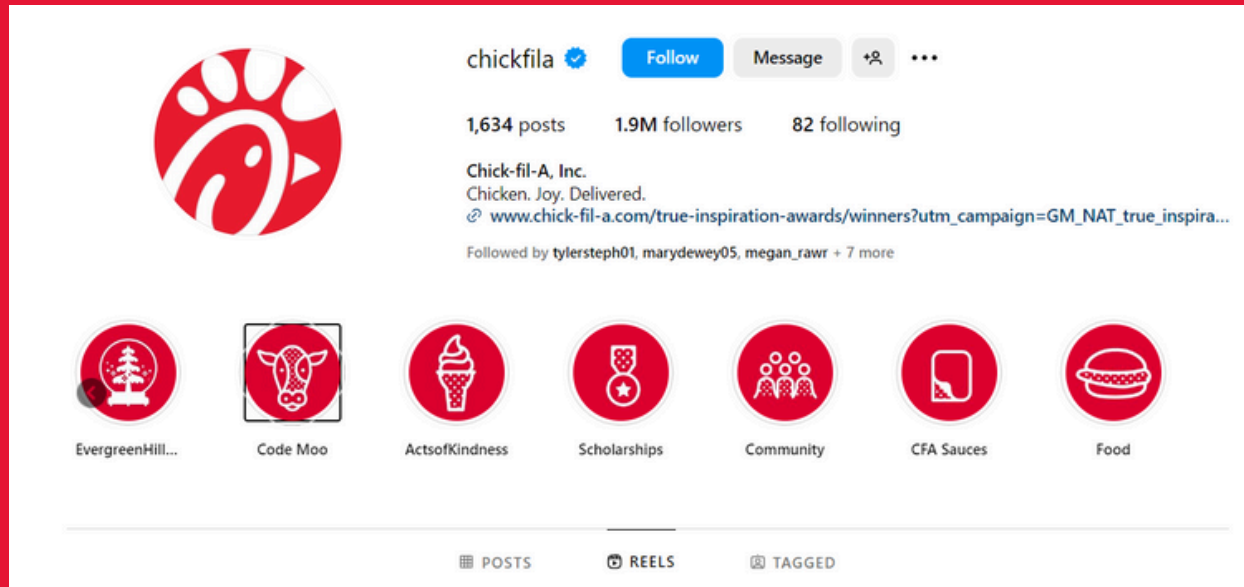 chickfila Follow Message
1,634 posts 1.9M followers 82 following
Chick-fil-A, Inc.
Chicken. Joy. Delivered.
www.chick-fil-a.com/true-inspiration-awards/winners?utm_campaign=GM_NAT_true_inspira...
Followed by tylersteph01, marydewey05, megan_rawr + 7 more
EvergreenHill... Code Moo ActsofKindness Scholarships Community CFA Sauces Food
POSTS REELS TAGGED